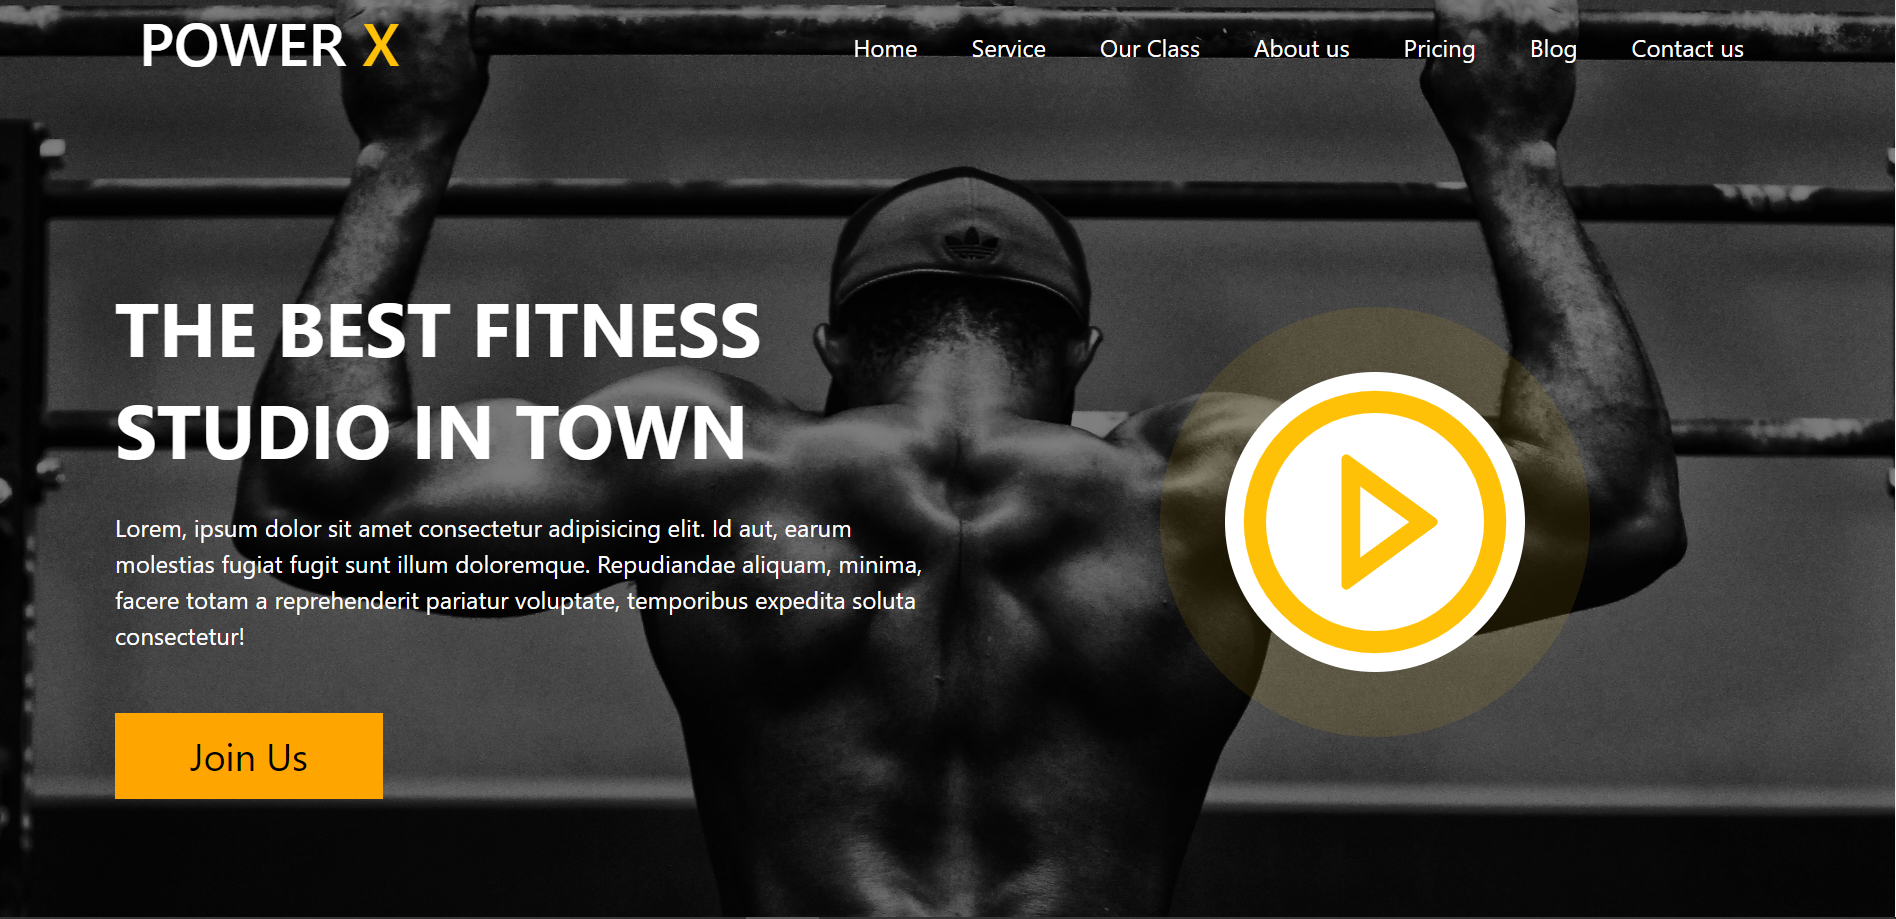 POWER X
Home Service Our Class About us Pricing Blog Contact us
THE BEST FITNESS
STUDIO IN TOWN
Lorem, ipsum dolor sit amet consectetur adipisicing elit. Id aut, earum
molestias fugiat fugit sunt illum doloremque. Repudiandae aliquam, minima,
facere totam a reprehenderit pariatur voluptate, temporibus expedita soluta
consectetur!
Join Us